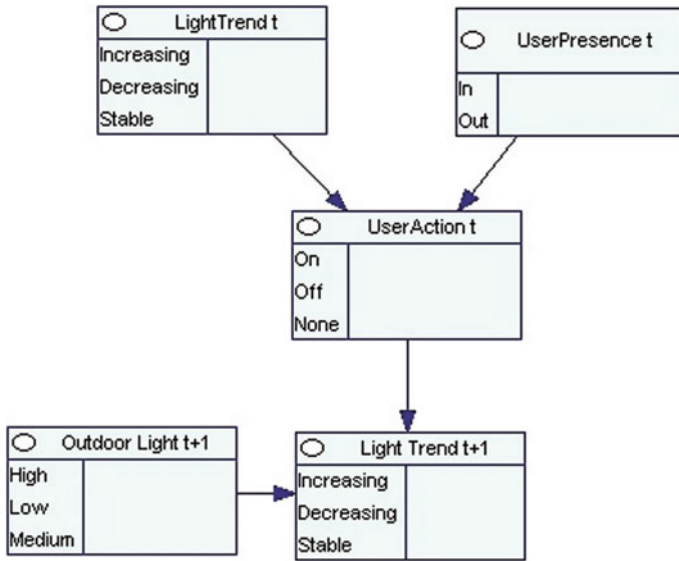 LightTrend t
Increasing
Decreasing
Stable
UserPresence t
In
Out
UserAction t
On
Off
None
Outdoor Light t+1
High
Low
Medium
Light Trend t+1
Increasing
Decreasing
Stable